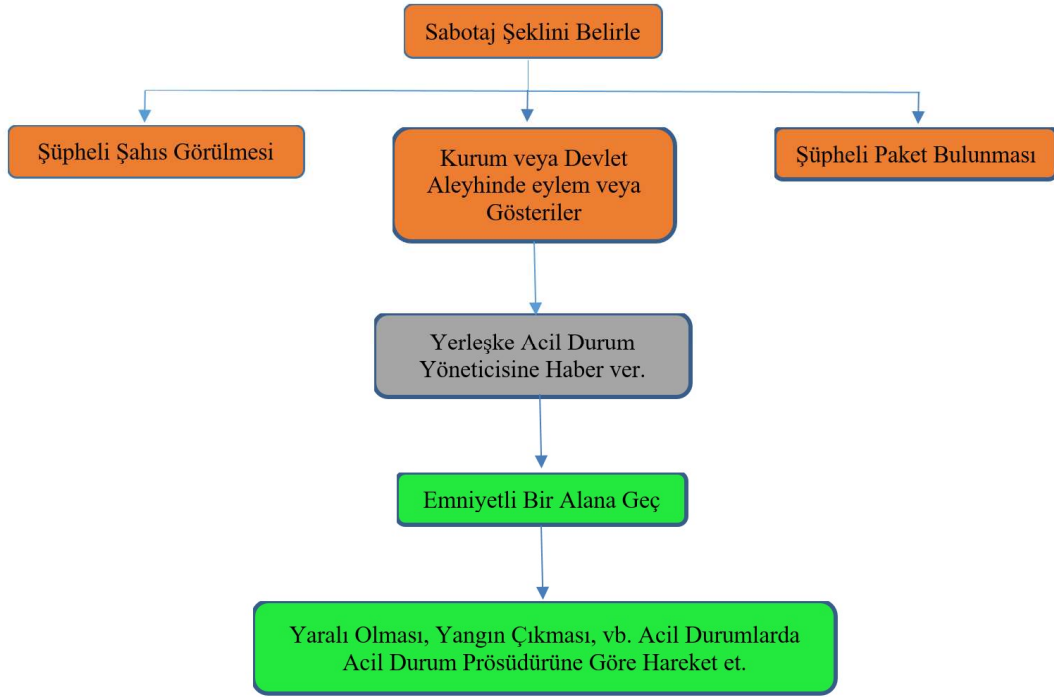 Sabotaj Şeklini Belirle
Şüpheli Şahıs Görülmesi
Kurum veya Devlet
Aleyhinde eylem veya
Gösteriler
Şüpheli Paket Bulunması
Yerleşke Acil Durum
Yöneticisine Haber ver.
Emniyetli Bir Alana Geç
Yaralı Olması, Yangın Çıkması, vb. Acil Durumlarda
Acil Durum Prösüdürüne Göre Hareket et.